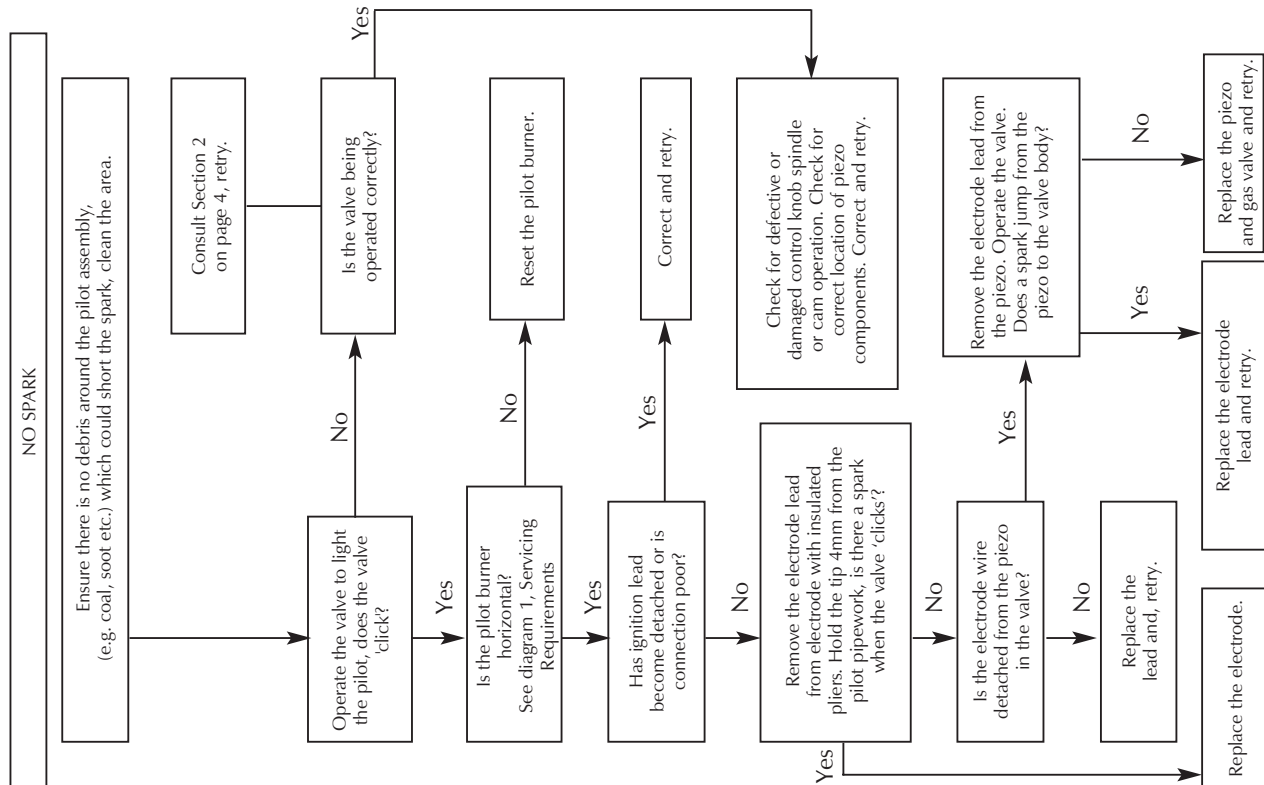 NO SPARK
Ensure there is no debris around the pilot assembly,
(e.g. coal, soot etc.) which could short the spark, clean the area.
Operate the valve to light
the pilot, does the valve
'click'?
No
Is the valve being
operated correctly?
Consult Section 2
on page 4, retry.
Yes
Yes
Is the pIlot burner
horizontal?
See diagram 1, Servicing
Requirements
No
Reset the pilot burner.
Yes
Has ignition lead
become detached or is
connection poor?
Yes
Correct and retry.
No
Remove the electrode lead
from electrode with insulated
pliers. Hold the tip 4mm from the
pilot pipework, is there a spark
when the valve ‘clicks’?
Check for defective or
damaged control knob spindle
or cam operation. Check for
correct location of piezo
components. Correct and retry.
Yes
No
Is the electrode wire
detached from the piezo
in the valve?
Yes
Remove the electrode lead from
the piezo. Operate the valve.
Does a spark jump from the
piezo to the valve body?
No
Yes
No
Replace the
lead and, retry.
Replace the electrode.
Replace the electrode
lead and retry.
Replace the piezo
and gas valve and retry.